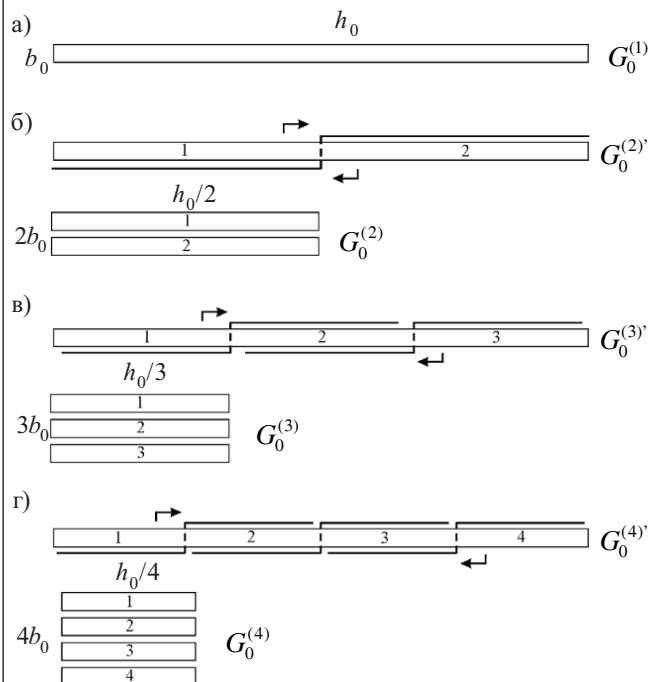 а)
h₀
b₀ G₀⁽¹⁾
б)
1 2 G₀⁽²⁾'
h₀/2
1
2b₀ 2 G₀⁽²⁾
в)
1 2 3 G₀⁽³⁾'
h₀/3
1
3b₀ 2 G₀⁽³⁾
3
г)
1 2 3 4 G₀⁽⁴⁾'
h₀/4
1
2
4b₀ 3 G₀⁽⁴⁾
4